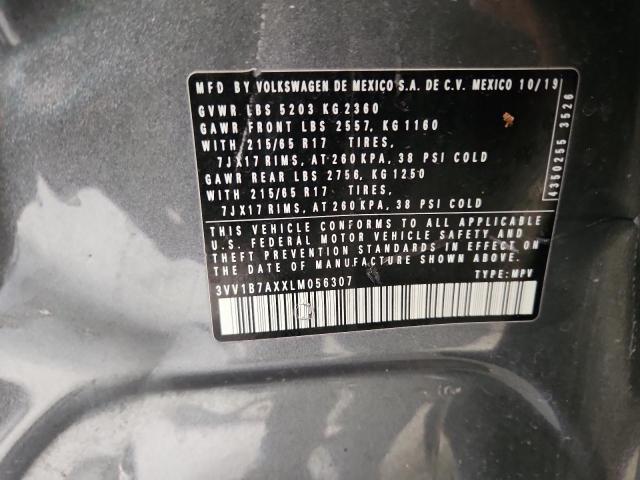 MFD BY VOLKSWAGEN DE MEXICO S.A. DE C.V. MEXICO 10/19
GVWR LBS 5203 KG 2360
GAWR FRONT LBS 2557, KG 1160
WITH 215/65 R17 TIRES,
7JX17 RIMS, AT 260 KPA, 38 PSI COLD
GAWR REAR LBS 2756, KG 1250
WITH 215/65 R17 TIRES,
7JX17 RIMS, AT 260 KPA, 38 PSI COLD
THIS VEHICLE CONFORMS TO ALL APPLICABLE
U.S. FEDERAL MOTOR VEHICLE SAFETY AND
THEFT PREVENTION STANDARDS IN EFFECT ON
THE DATE OF MANUFACTURE SHOWN ABOVE.
3VV1B7AXXLM056307 TYPE: MPV
4350255 3526